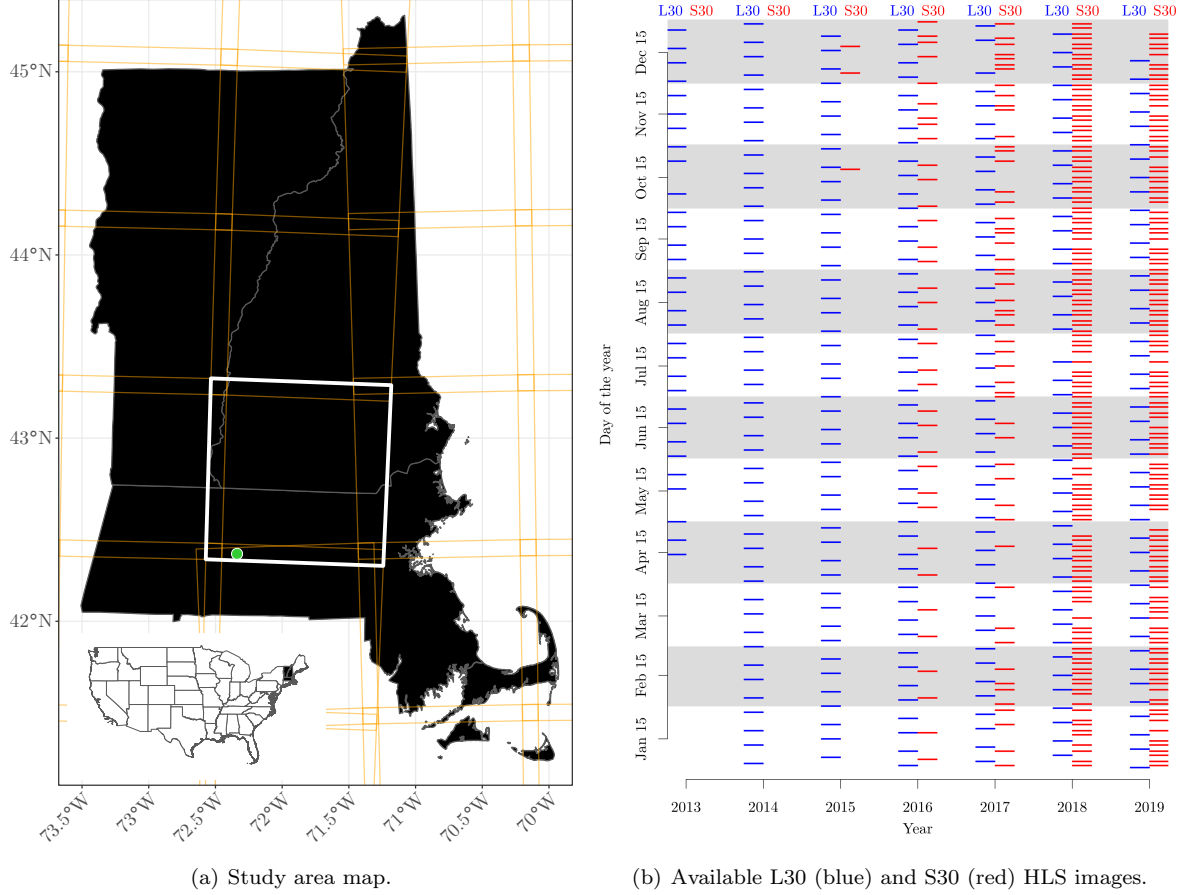 45°N
44°N
43°N
42°N
73.5°W
73°W
72.5°W
72°W
71.5°W
71°W
70.5°W
70°W
(a) Study area map.
L30 S30 L30 S30 L30 S30 L30 S30 L30 S30 L30 S30 L30 S30
Dec 15
Nov 15
Oct 15
Sep 15
Aug 15
Jul 15
Jun 15
May 15
Apr 15
Mar 15
Feb 15
Jan 15
Day of the year
2013 2014 2015 2016 2017 2018 2019
Year
(b) Available L30 (blue) and S30 (red) HLS images.